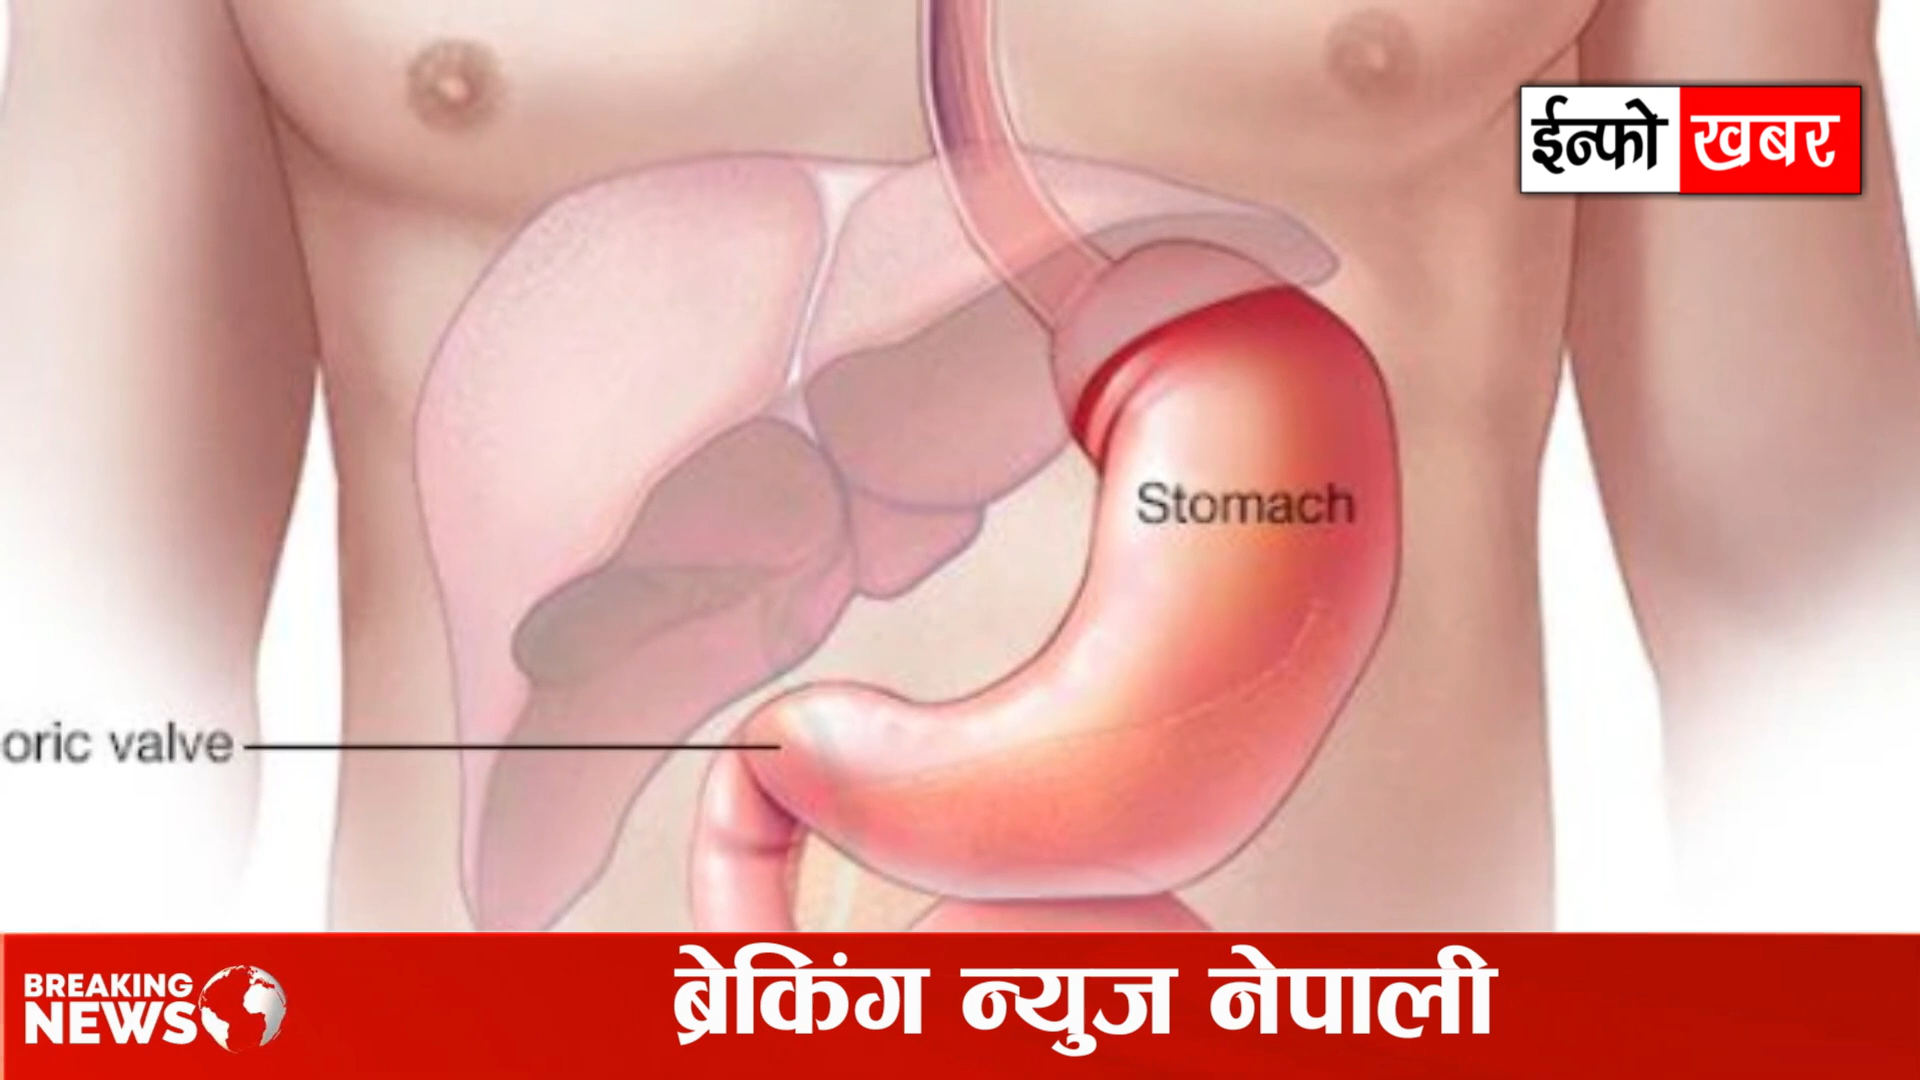 ईन्फो खबर
Stomach
oric valve
BREAKING
NEWS
ब्रेकिंग न्युज नेपाली